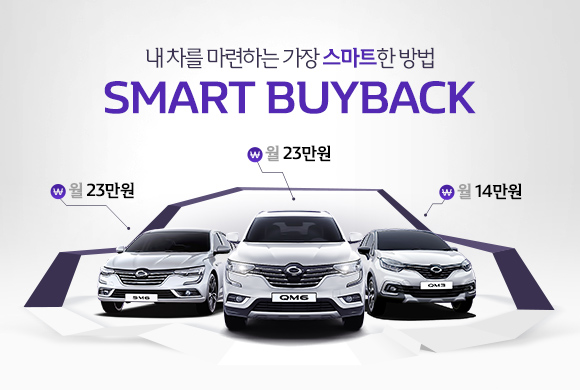 내 차를 마련하는 가장 스마트한 방법
SMART BUYBACK
₩ 월 23만원
₩ 월 23만원
₩ 월 14만원
SM6
QM6
QM3